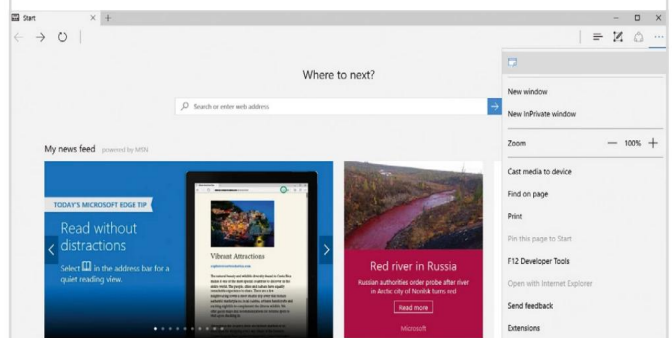 Start
Where to next?
Search or enter web address
My news feed powered by MSN
TODAY'S MICROSOFT EDGE TIP
Read without
distractions
Select in the address bar for a
quiet reading view.
Vibrant Attractions
Red river in Russia
Russian authorities order probe after river
in Arctic city of Norilsk turns red
Read more
Microsoft
New window
New InPrivate window
Zoom — 100% +
Cast media to device
Find on page
Print
Pin this page to Start
F12 Developer Tools
Open with Internet Explorer
Send feedback
Extensions